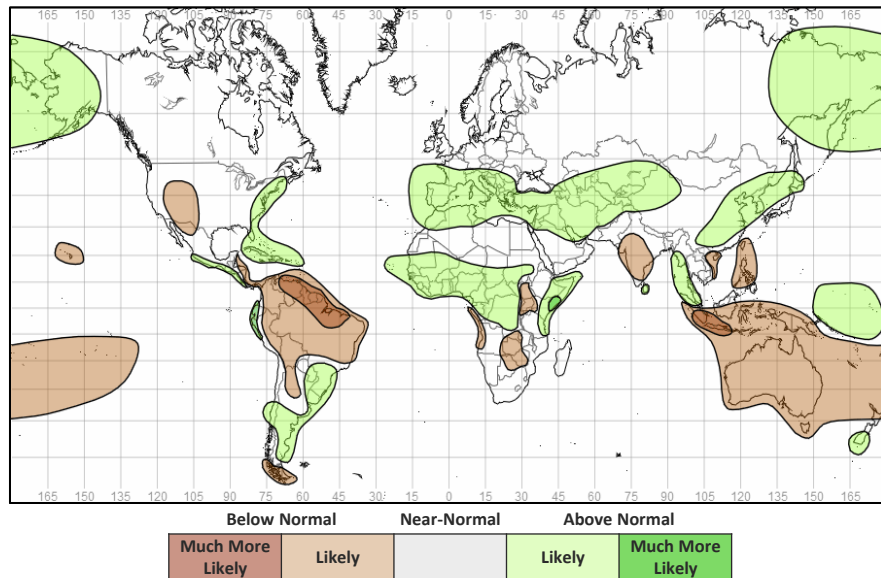 165 135 120 105 90 75 60 45 30 15 0 15 30 45 60 75 90 105 120 135 150 165
165 150 135 120 105 90 75 60 45 30 15 0 15 30 45 60 75 90 105 120 135 150 165
Below Normal Near-Normal Above Normal
Much More Likely Likely Likely Much More Likely